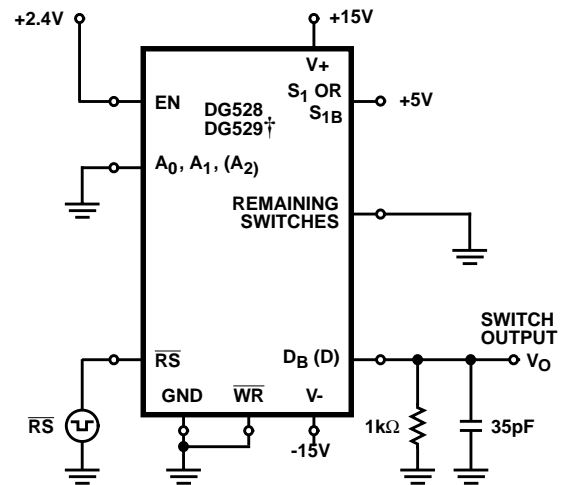 +2.4V
+15V
V+
EN
S1 OR
S1B
+5V
DG528
DG529†
A0, A1, (A2)
REMAINING
SWITCHES
SWITCH
OUTPUT
RS
DB (D)
VO
GND
WR
V-
RS
1kΩ
35pF
-15V